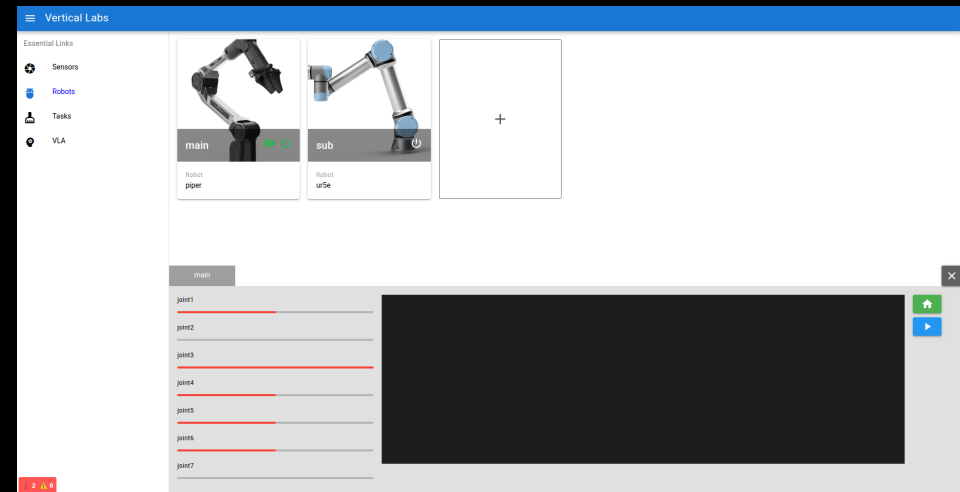 Vertical Labs
Essential Links
Sensors
Robots
Tasks
VLA
main
sub
Robot
piper
Robot
ur5e
main
joint1
joint2
joint3
joint4
joint5
joint6
joint7
2 0